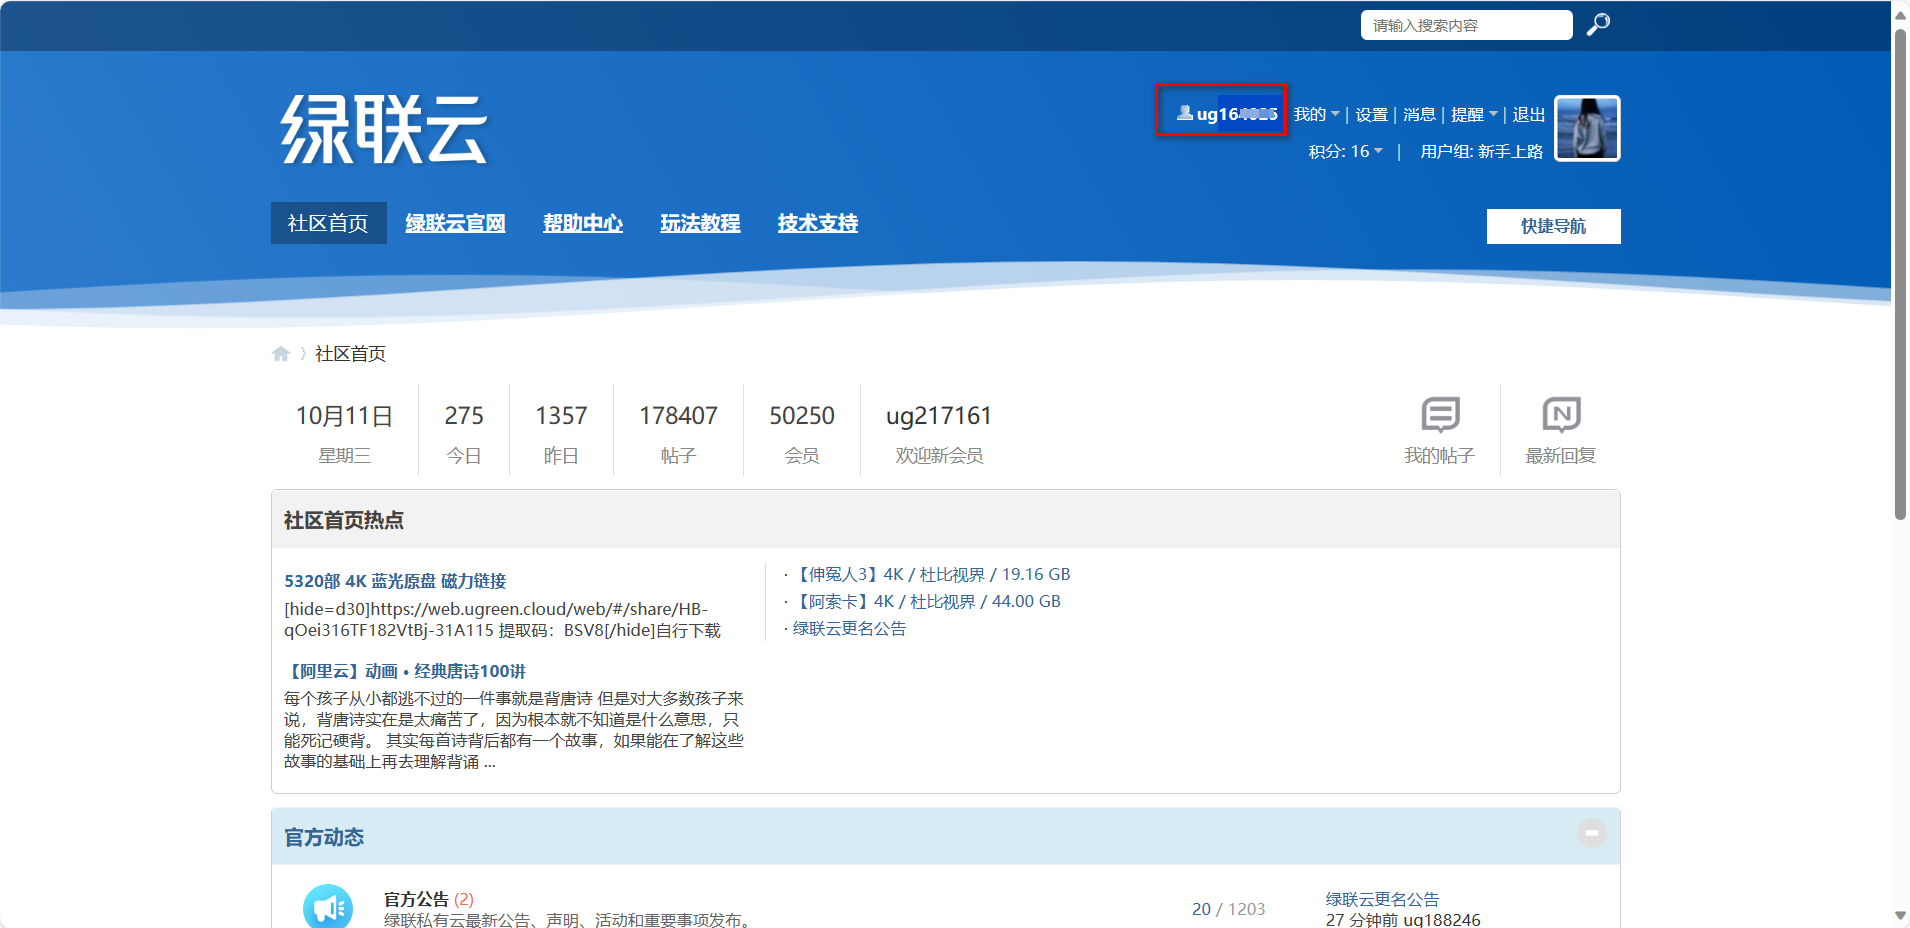 请输入搜索内容
绿联云
ug16 我的 | 设置 | 消息 | 提醒 | 退出
积分: 16 | 用户组: 新手上路
社区首页 绿联云官网 帮助中心 玩法教程 技术支持 快捷导航
社区首页
10月11日 275 1357 178407 50250 ug217161
星期三 今日 昨日 帖子 会员 欢迎新会员 我的帖子 最新回复
社区首页热点
5320部 4K 蓝光原盘 磁力链接
[hide=d30]https://web.ugreen.cloud/web/#/share/HB-
qOei316TF182VtBj-31A115 提取码：BSV8[/hide]自行下载
【阿里云】动画 • 经典唐诗100讲
每个孩子从小都逃不过的一件事就是背唐诗 但是对大多数孩子来
说，背唐诗实在是太痛苦了，因为根本就不知道是什么意思，只
能死记硬背。 其实每首诗背后都有一个故事，如果能在了解这些
故事的基础上再去理解背诵 ...
· 【伸冤人3】4K / 杜比视界 / 19.16 GB
· 【阿索卡】4K / 杜比视界 / 44.00 GB
· 绿联云更名公告
官方动态
官方公告 (2)
绿联私有云最新公告、声明、活动和重要事项发布。
20 / 1203
绿联云更名公告
27 分钟前 ug188246